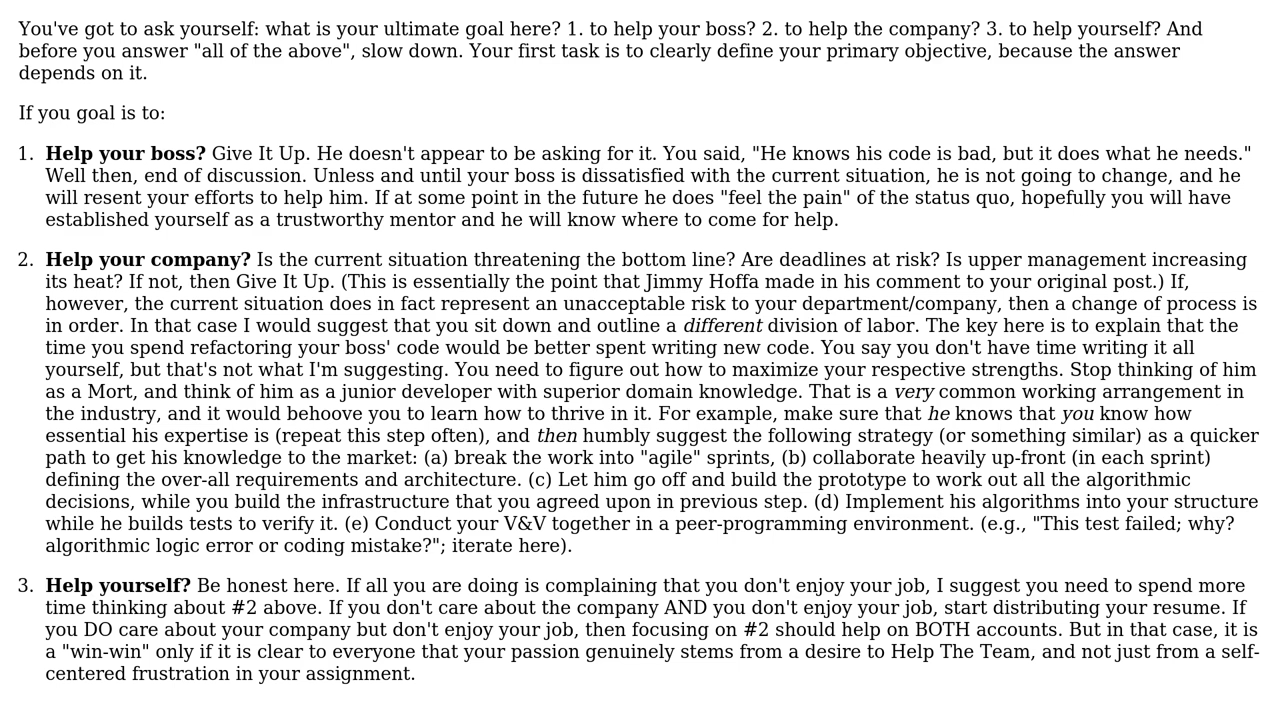 You've got to ask yourself: what is your ultimate goal here? 1. to help your boss? 2. to help the company? 3. to help yourself? And
before you answer "all of the above", slow down. Your first task is to clearly define your primary objective, because the answer
depends on it.
If you goal is to:
1. Help your boss? Give It Up. He doesn't appear to be asking for it. You said, "He knows his code is bad, but it does what he needs."
Well then, end of discussion. Unless and until your boss is dissatisfied with the current situation, he is not going to change, and he
will resent your efforts to help him. If at some point in the future he does "feel the pain" of the status quo, hopefully you will have
established yourself as a trustworthy mentor and he will know where to come for help.
2. Help your company? Is the current situation threatening the bottom line? Are deadlines at risk? Is upper management increasing
its heat? If not, then Give It Up. (This is essentially the point that Jimmy Hoffa made in his comment to your original post.) If,
however, the current situation does in fact represent an unacceptable risk to your department/company, then a change of process is
in order. In that case I would suggest that you sit down and outline a different division of labor. The key here is to explain that the
time you spend refactoring your boss' code would be better spent writing new code. You say you don't have time writing it all
yourself, but that's not what I'm suggesting. You need to figure out how to maximize your respective strengths. Stop thinking of him
as a Mort, and think of him as a junior developer with superior domain knowledge. That is a very common working arrangement in
the industry, and it would behoove you to learn how to thrive in it. For example, make sure that he knows that you know how
essential his expertise is (repeat this step often), and then humbly suggest the following strategy (or something similar) as a quicker
path to get his knowledge to the market: (a) break the work into "agile" sprints, (b) collaborate heavily up-front (in each sprint)
defining the over-all requirements and architecture. (c) Let him go off and build the prototype to work out all the algorithmic
decisions, while you build the infrastructure that you agreed upon in previous step. (d) Implement his algorithms into your structure
while he builds tests to verify it. (e) Conduct your V&V together in a peer-programming environment. (e.g., "This test failed; why?
algorithmic logic error or coding mistake?"; iterate here).
3. Help yourself? Be honest here. If all you are doing is complaining that you don't enjoy your job, I suggest you need to spend more
time thinking about #2 above. If you don't care about the company AND you don't enjoy your job, start distributing your resume. If
you DO care about your company but don't enjoy your job, then focusing on #2 should help on BOTH accounts. But in that case, it is
a "win-win" only if it is clear to everyone that your passion genuinely stems from a desire to Help The Team, and not just from a self-
centered frustration in your assignment.